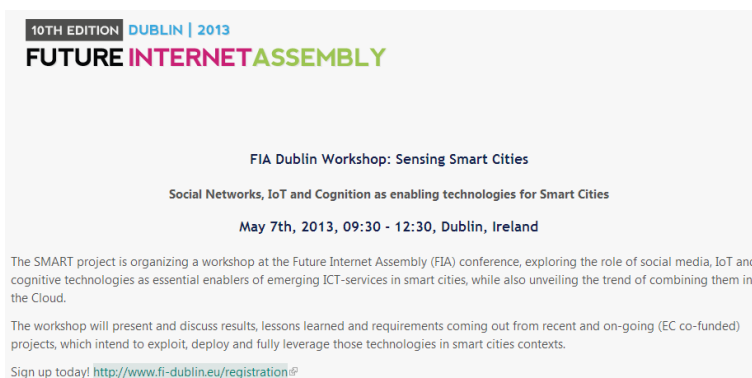 10TH EDITION DUBLIN | 2013
FUTURE INTERNET ASSEMBLY
FIA Dublin Workshop: Sensing Smart Cities
Social Networks, IoT and Cognition as enabling technologies for Smart Cities
May 7th, 2013, 09:30 - 12:30, Dublin, Ireland
The SMART project is organizing a workshop at the Future Internet Assembly (FIA) conference, exploring the role of social media, IoT and
cognitive technologies as essential enablers of emerging ICT-services in smart cities, while also unveiling the trend of combining them in
the Cloud.
The workshop will present and discuss results, lessons learned and requirements coming out from recent and on-going (EC co-funded)
projects, which intend to exploit, deploy and fully leverage those technologies in smart cities contexts.
Sign up today! http://www.fi-dublin.eu/registration